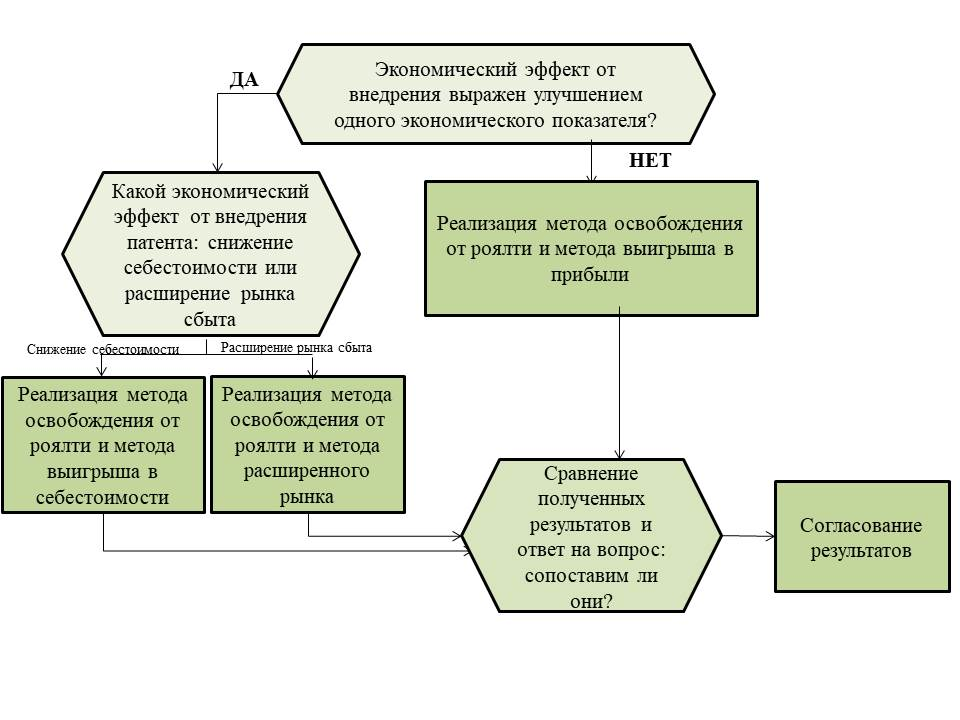 Экономический эффект от
внедрения выражен улучшением
одного экономического показателя?
ДА
НЕТ
Какой экономический
эффект от внедрения
патента: снижение
себестоимости или
расширение рынка
сбыта
Реализация метода освобождения
от роялти и метода выигрыша в
прибыли
Снижение себестоимости
Расширение рынка сбыта
Реализация метода
освобождения от
роялти и метода
выигрыша в
себестоимости
Реализация метода
освобождения от
роялти и метода
расширенного
рынка
Сравнение
полученных
результатов и
ответ на вопрос:
сопоставим ли
они?
Согласование
результатов